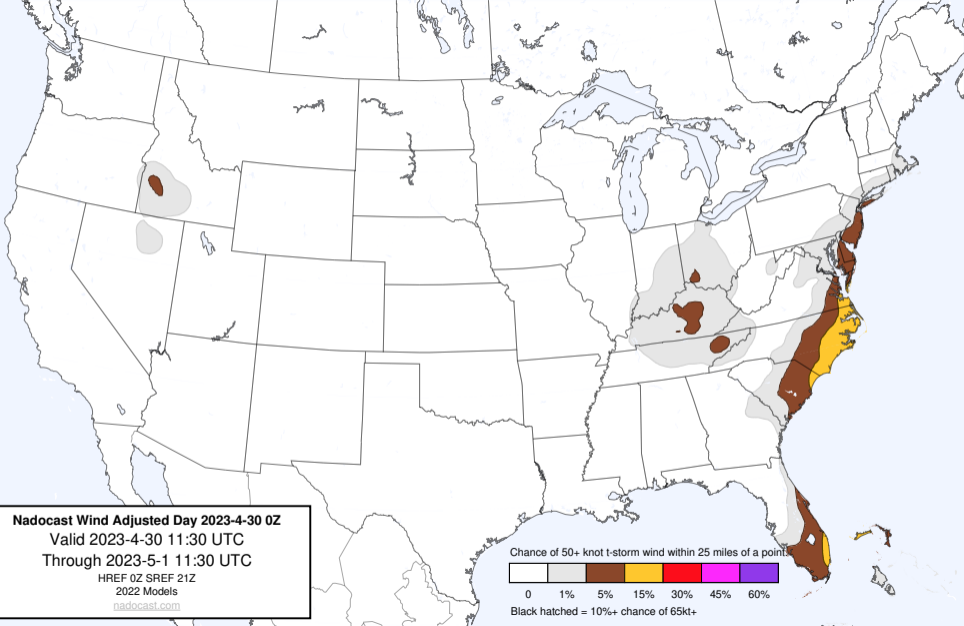 Nadocast Wind Adjusted Day 2023-4-30 0Z
Valid 2023-4-30 11:30 UTC
Through 2023-5-1 11:30 UTC
HREF 0Z SREF 21Z
2022 Models
nadocast.com
Chance of 50+ knot t-storm wind within 25 miles of a point.
0 1% 5% 15% 30% 45% 60%
Black hatched = 10%+ chance of 65kt+